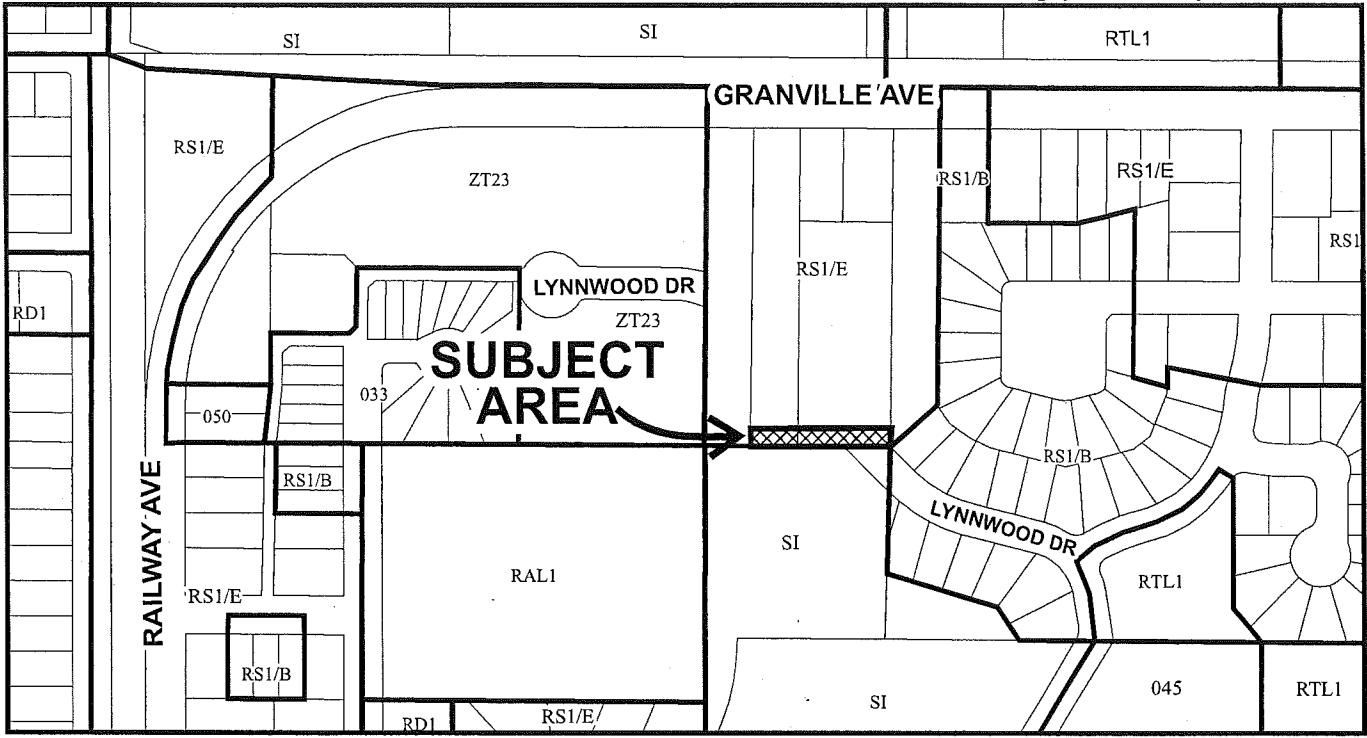 SI
SI
RTL1
GRANVILLE AVE
RS1/E
ZT23
RS1/B
RS1/E
RS1/E
RS1
RD1
LYNNWOOD DR
ZT23
SUBJECT
AREA
033
050
RS1/B
RS1/B
LYNNWOOD DR
SI
RAL1
RTL1
RAILWAY AVE
RS1/E
RS1/B
045
RTL1
SI
RD1
RS1/E